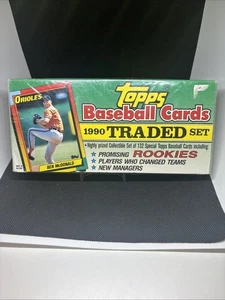 ORIOLES
BEN McDONALD
Topps
Baseball Cards
1990 TRADED SET
• Highly prized Collectible Set of 132 Special Topps Baseball Cards including:
★ PROMISING ROOKIES
★ PLAYERS WHO CHANGED TEAMS
★ NEW MANAGERS